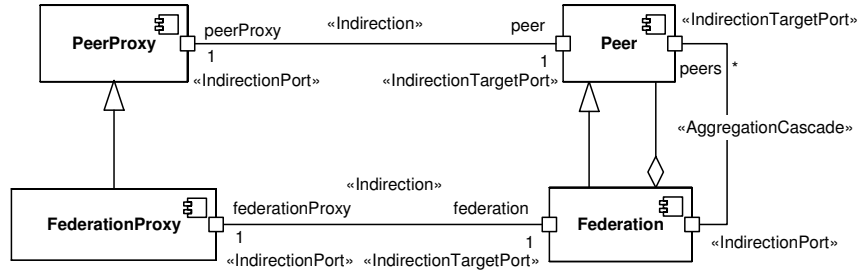 PeerProxy
peerProxy
«Indirection»
peer
Peer
«IndirectionTargetPort»
1
1
peers
*
«IndirectionPort»
«IndirectionTargetPort»
«AggregationCascade»
«Indirection»
FederationProxy
federationProxy
federation
Federation
1
1
«IndirectionPort»
«IndirectionTargetPort»
«IndirectionPort»